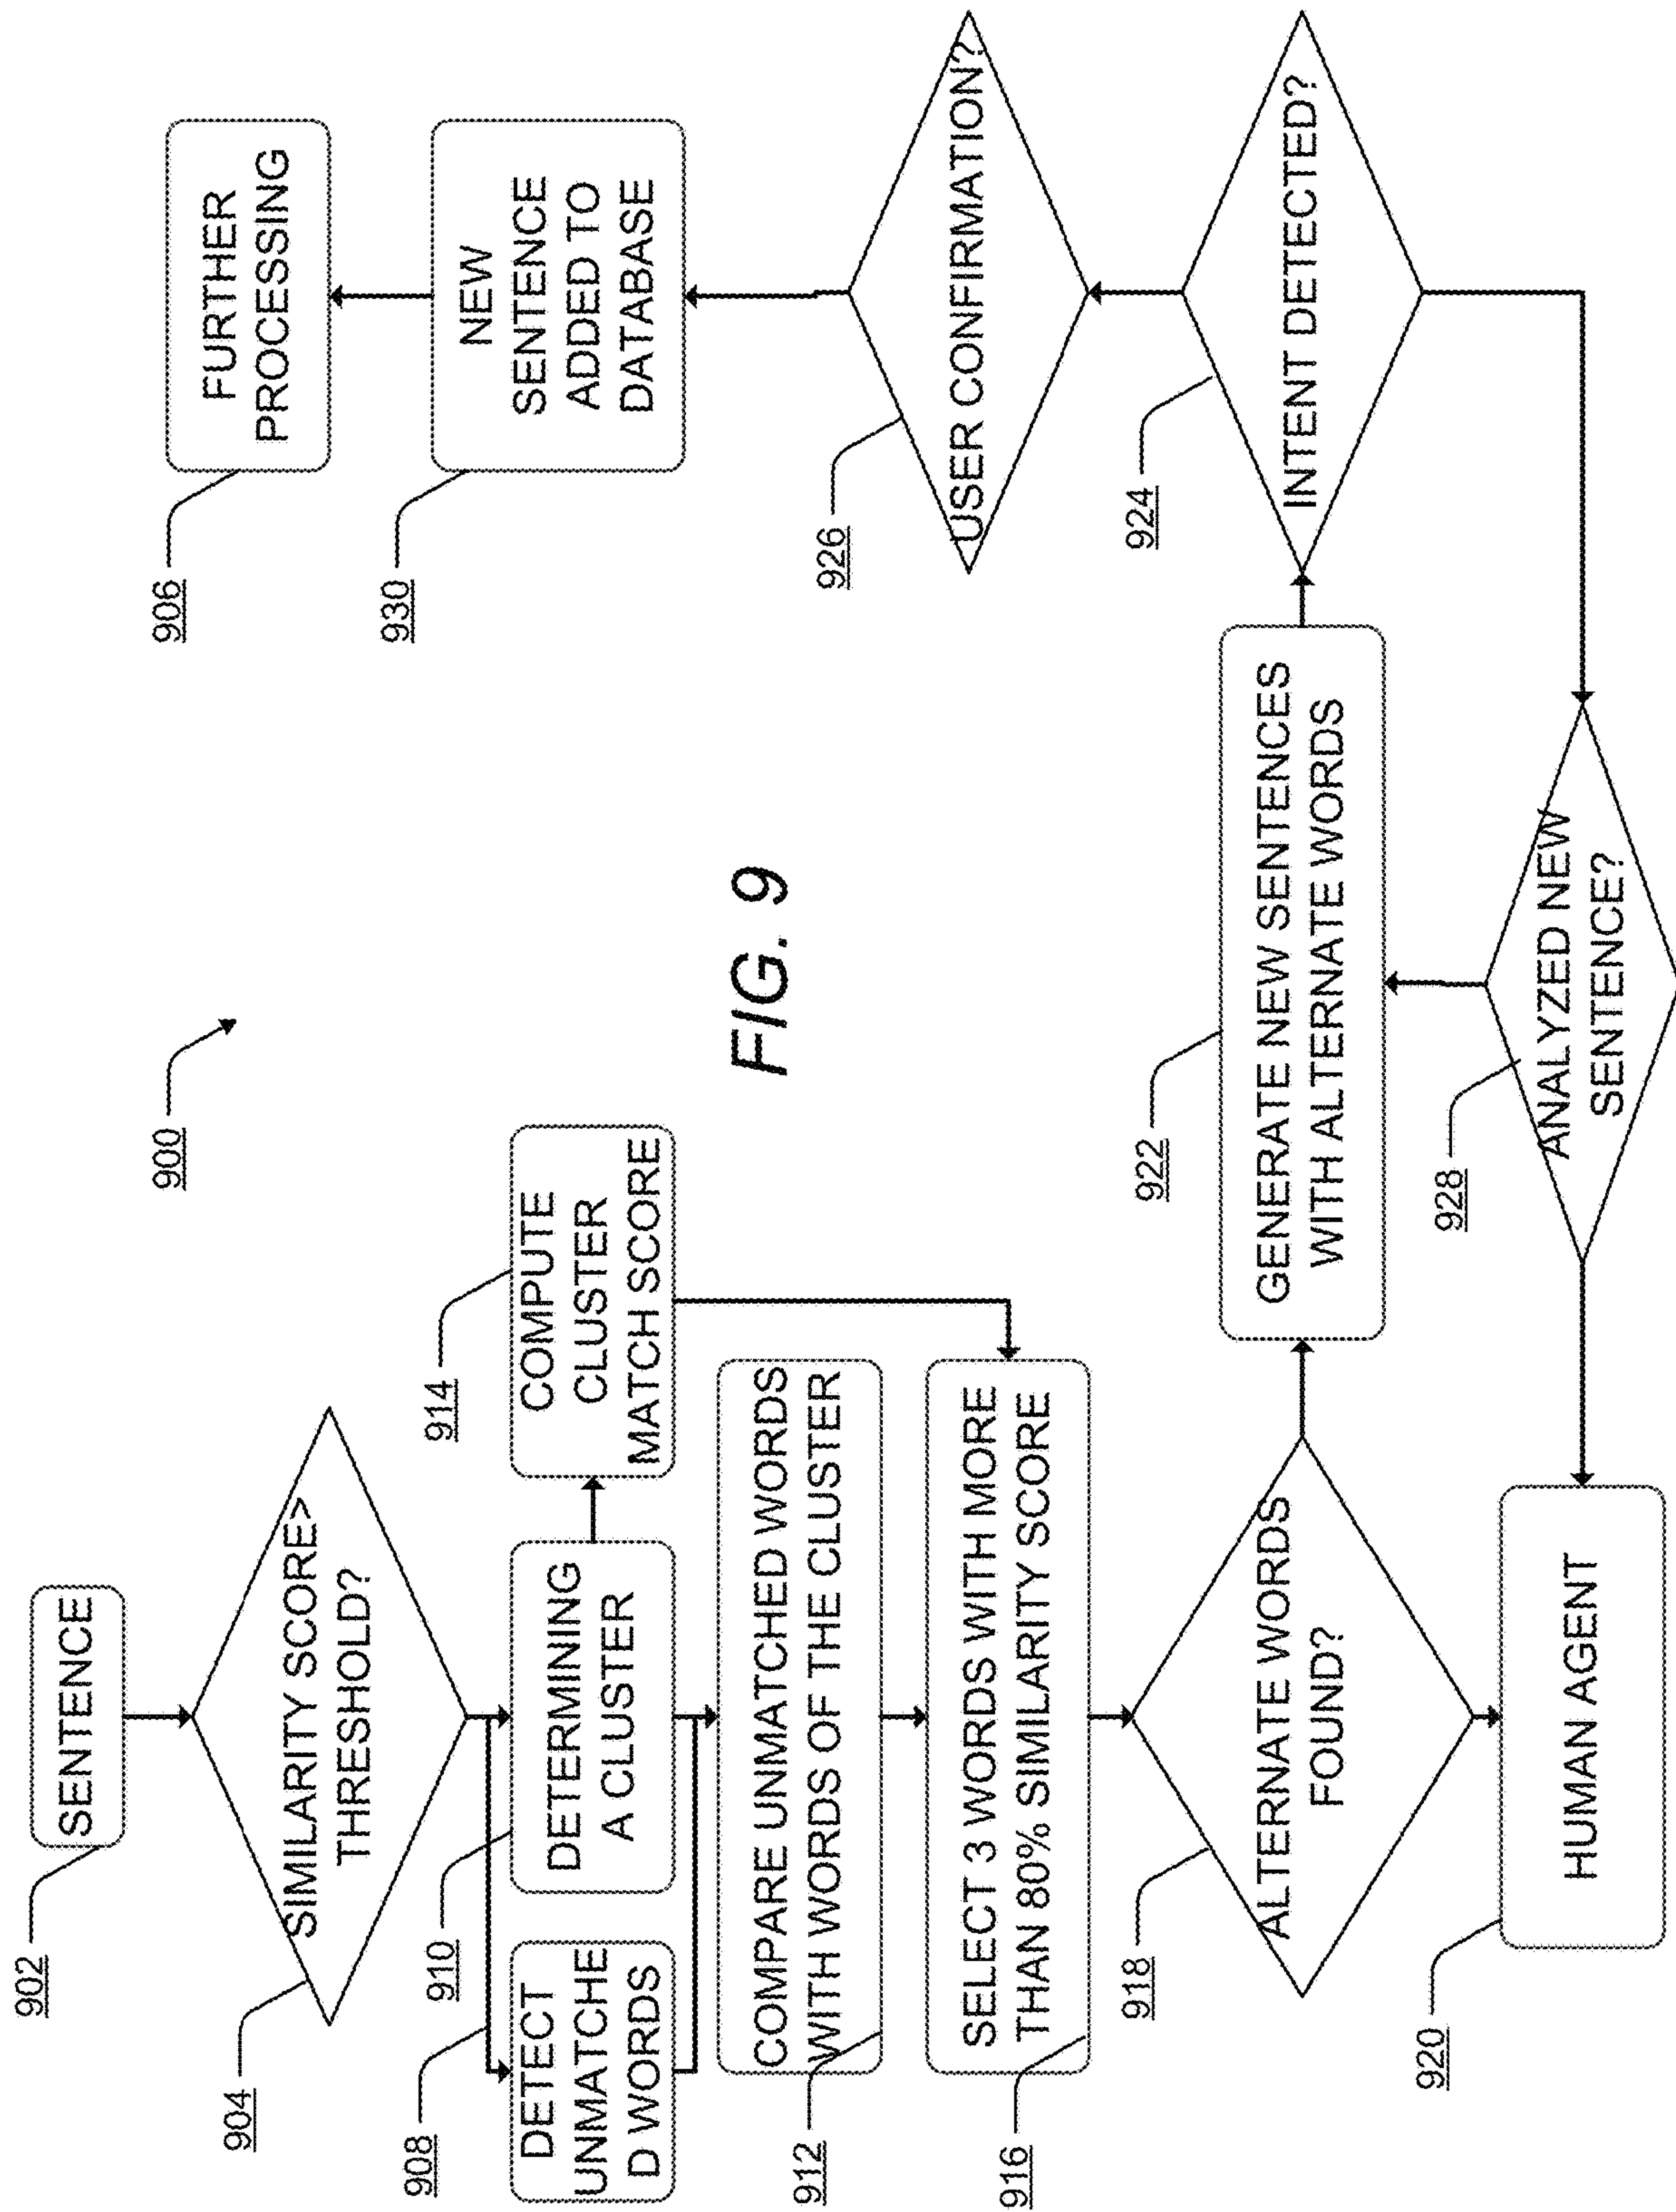 900
902
SENTENCE
904
SIMILARITY SCORE>
THRESHOLD?
908
DETECT
UNMATCHE
D WORDS
910
DETERMINING
A CLUSTER
914
COMPUTE
CLUSTER
MATCH SCORE
912
COMPARE UNMATCHED WORDS
WITH WORDS OF THE CLUSTER
916
SELECT 3 WORDS WITH MORE
THAN 80% SIMILARITY SCORE
918
ALTERNATE WORDS
FOUND?
920
HUMAN AGENT
922
GENERATE NEW SENTENCES
WITH ALTERNATE WORDS
928
ANALYZED NEW
SENTENCE?
924
INTENT DETECTED?
926
USER CONFIRMATION?
930
NEW
SENTENCE
ADDED TO
DATABASE
906
FURTHER
PROCESSING
FIG. 9